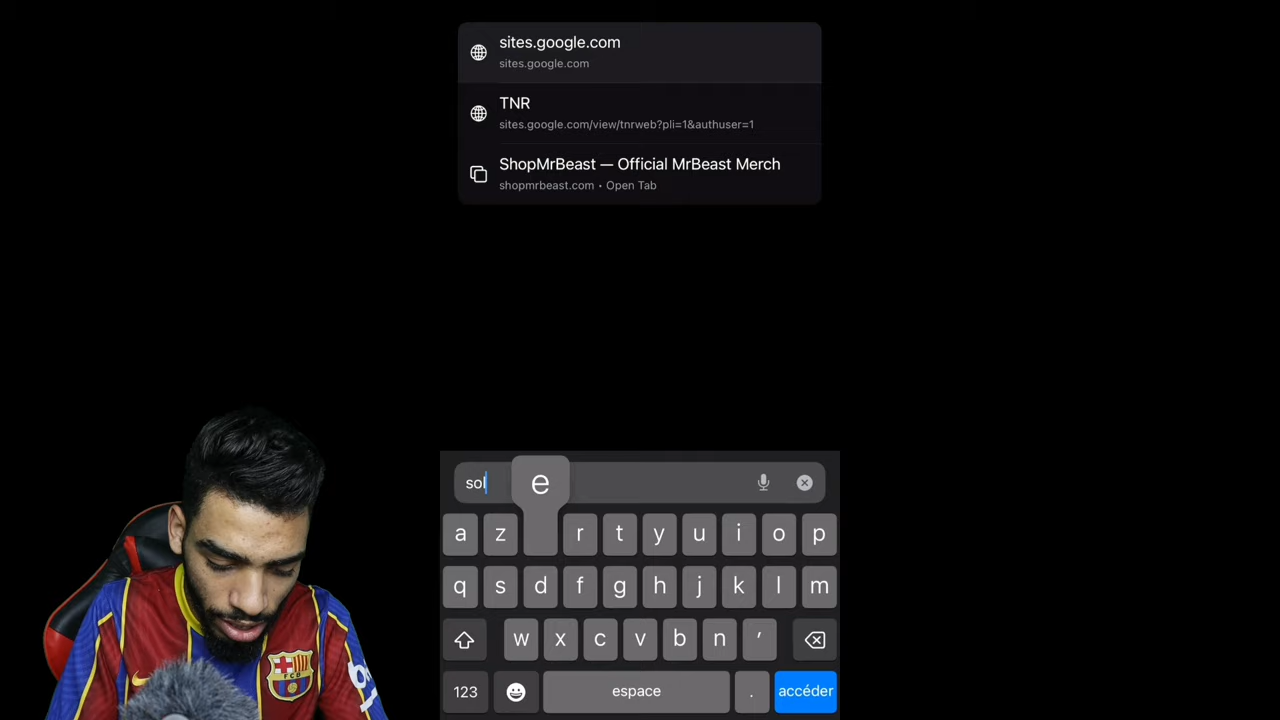 sites.google.com
sites.google.com
TNR
sites.google.com/view/tnrweb?pli=1&authuser=1
ShopMrBeast — Official MrBeast Merch
shopmrbeast.com • Open Tab
sol
e
a z r t y u i o p
q s d f g h j k l m
w x c v b n ′
123 espace . accéder
FCB